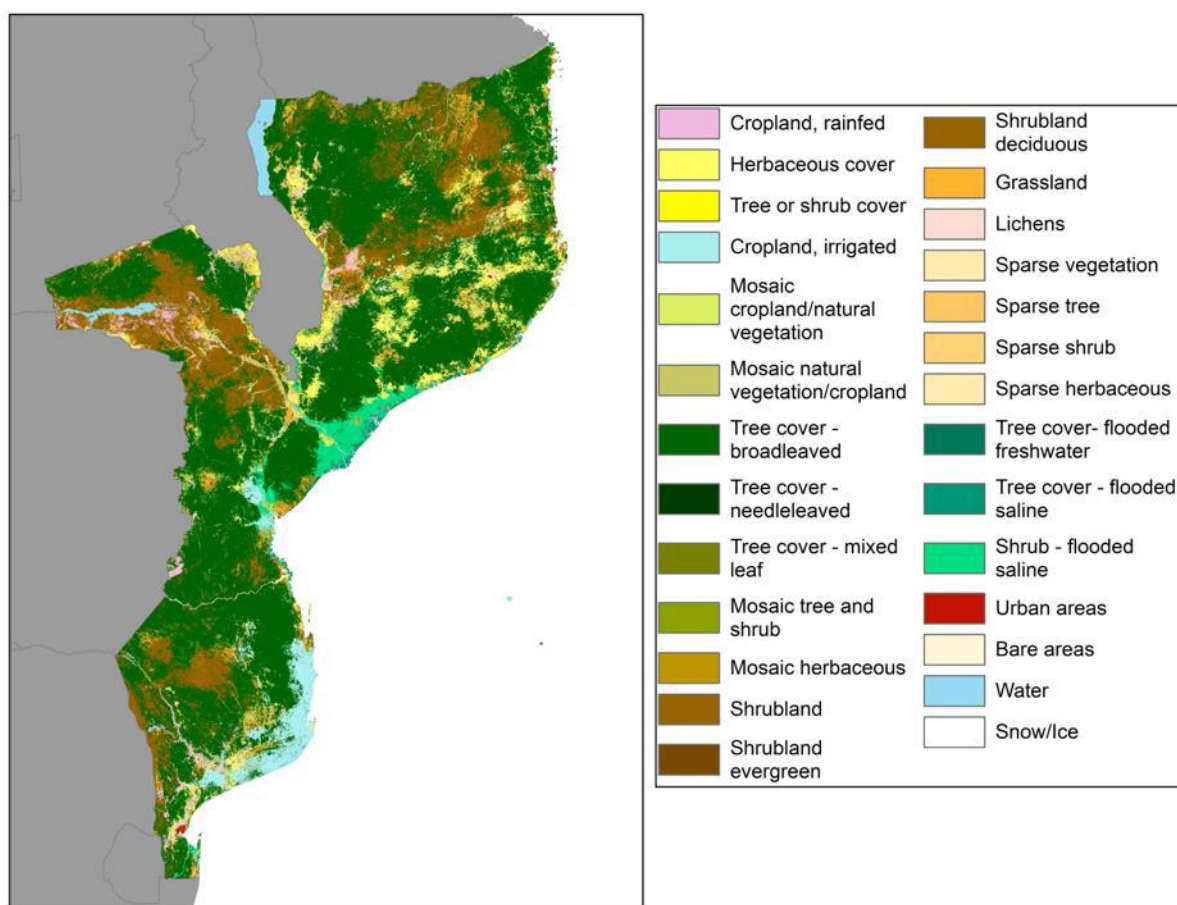 Cropland, rainfed
Herbaceous cover
Tree or shrub cover
Cropland, irrigated
Mosaic
cropland/natural
vegetation
Mosaic natural
vegetation/cropland
Tree cover -
broadleaved
Tree cover -
needleleaved
Tree cover - mixed
leaf
Mosaic tree and
shrub
Mosaic herbaceous
Shrubland
Shrubland
evergreen
Shrubland
deciduous
Grassland
Lichens
Sparse vegetation
Sparse tree
Sparse shrub
Sparse herbaceous
Tree cover- flooded
freshwater
Tree cover - flooded
saline
Shrub - flooded
saline
Urban areas
Bare areas
Water
Snow/Ice